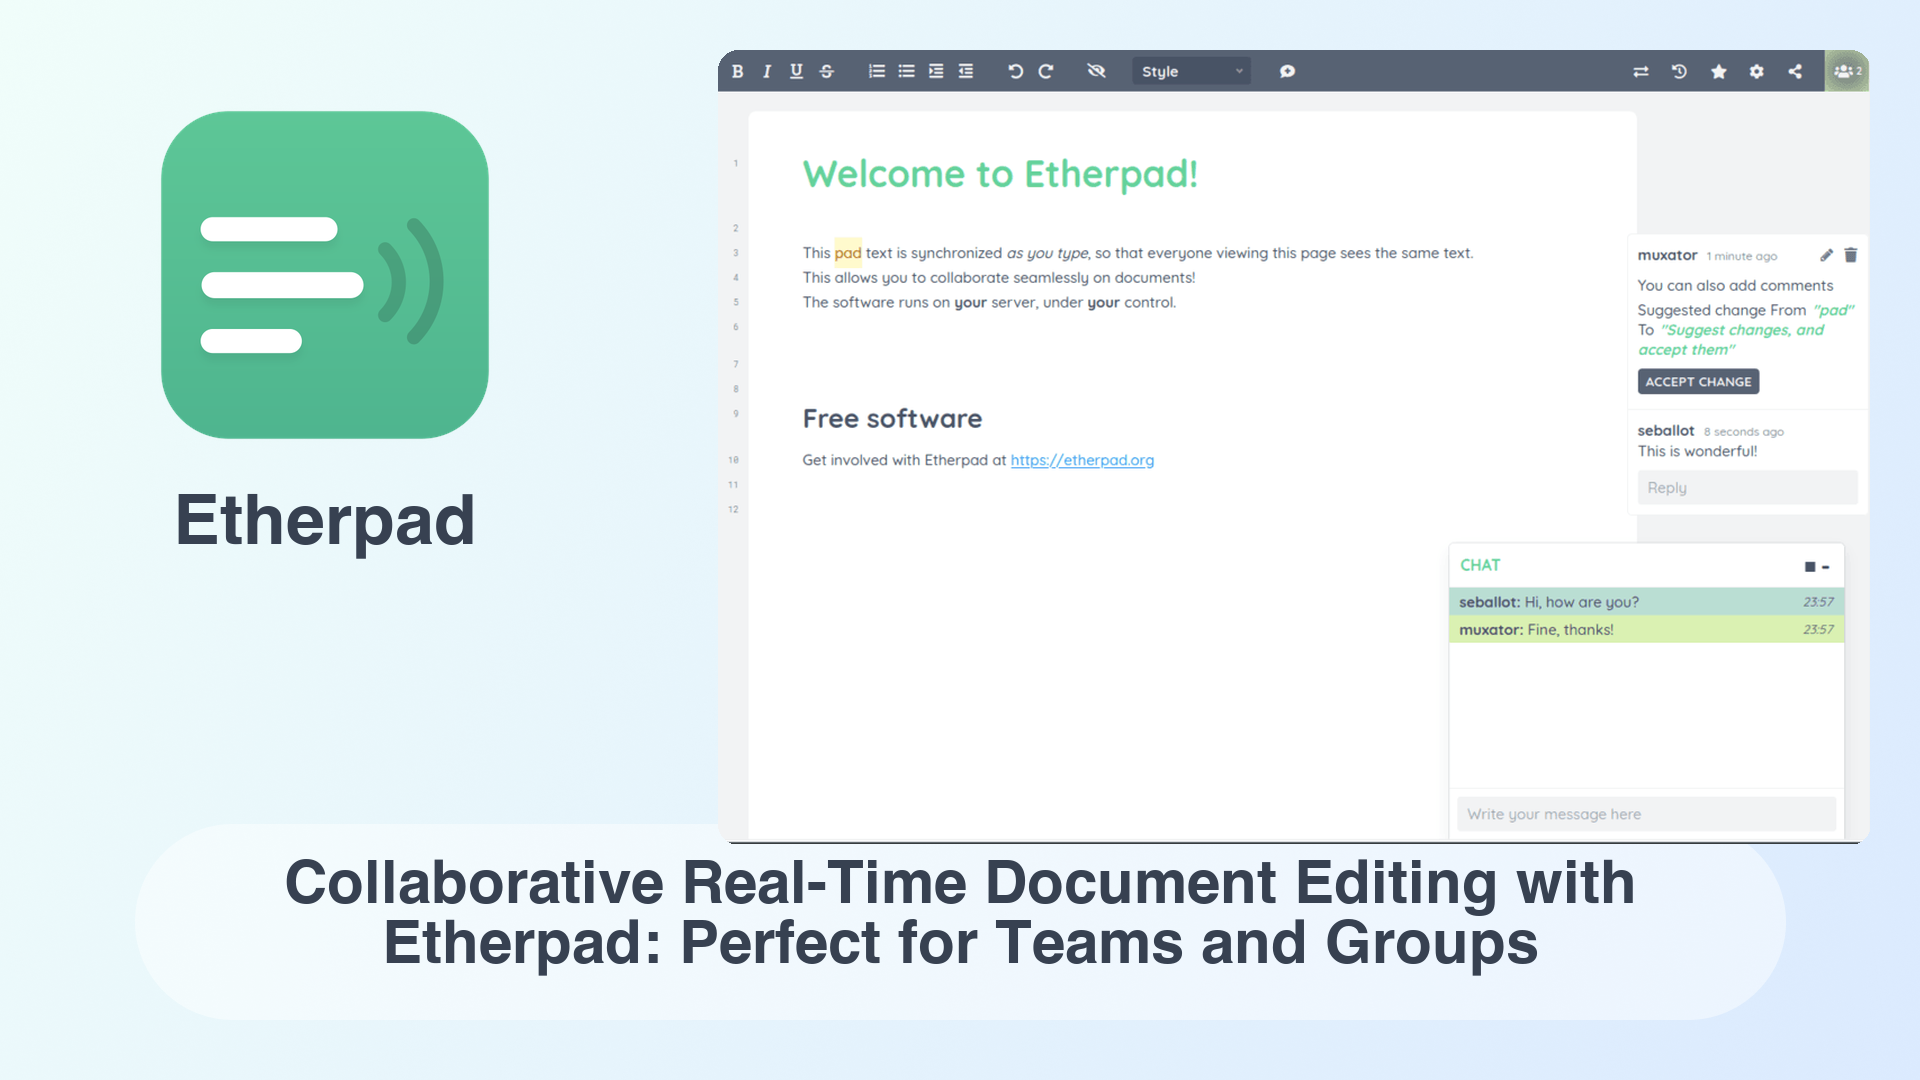 Etherpad
B I U S
Style
2
1
Welcome to Etherpad!
2
3
This pad text is synchronized as you type, so that everyone viewing this page sees the same text.
4
This allows you to collaborate seamlessly on documents!
5
The software runs on your server, under your control.
6
7
8
9
Free software
10
Get involved with Etherpad at https://etherpad.org
11
12
muxator 1 minute ago
You can also add comments
Suggested change From "pad"
To "Suggest changes, and
accept them"
ACCEPT CHANGE
seballot 8 seconds ago
This is wonderful!
Reply
CHAT
seballot: Hi, how are you? 23:57
muxator: Fine, thanks! 23:57
Write your message here
Collaborative Real-Time Document Editing with
Etherpad: Perfect for Teams and Groups